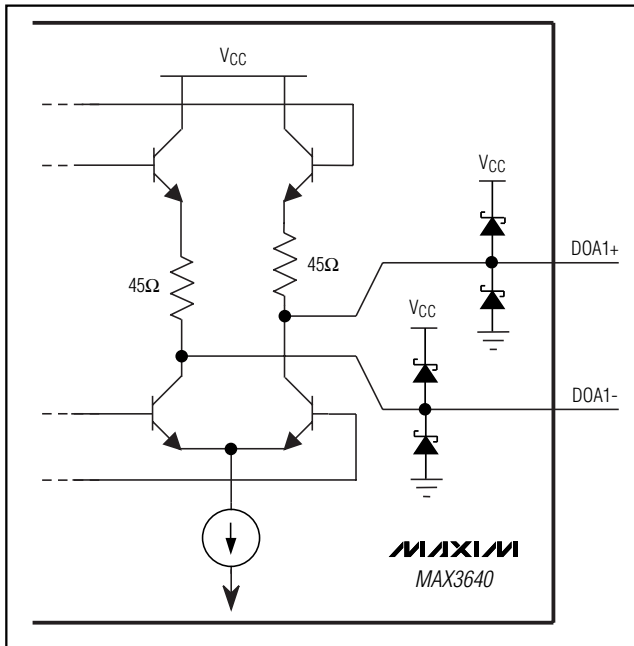 VCC
VCC
DOA1+
45Ω
45Ω
VCC
DOA1-
MAXIM
MAX3640